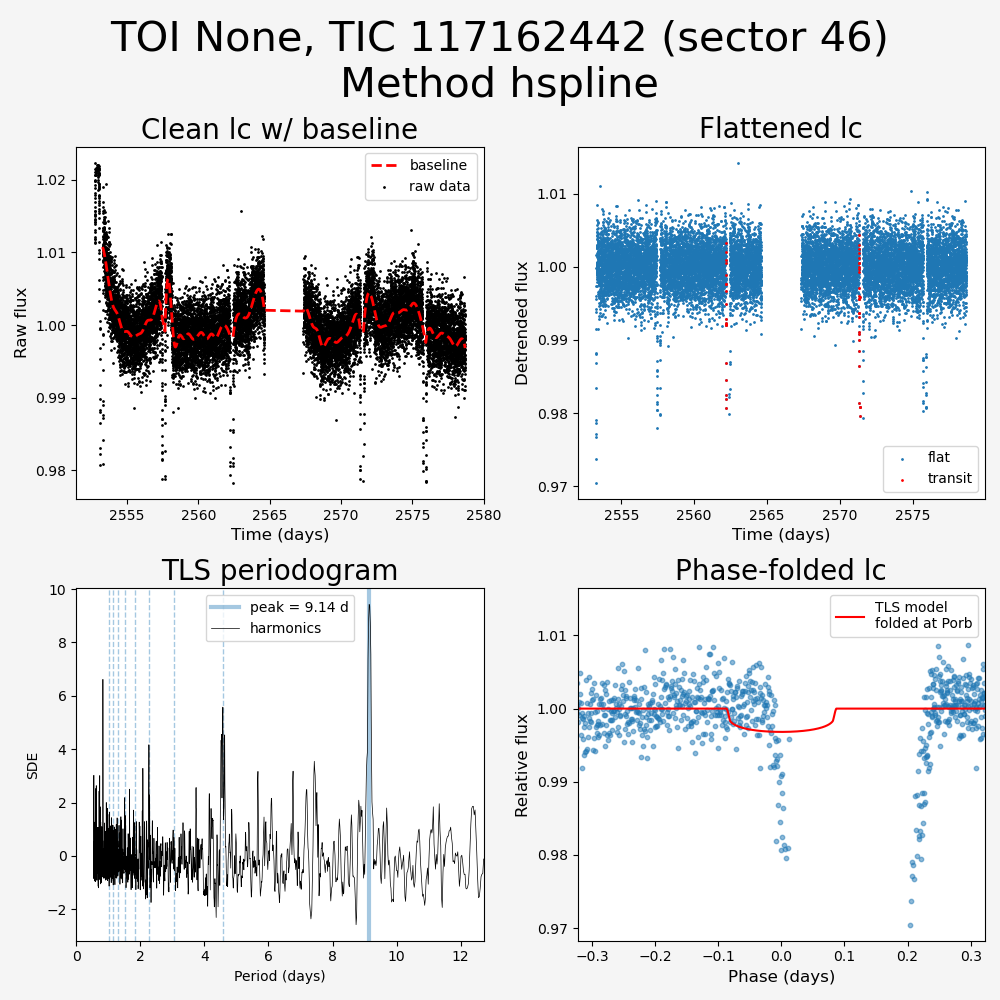 TOI None, TIC 117162442 (sector 46)
Method hspline
Clean lc w/ baseline
Raw flux
1.02
1.01
1.00
0.99
0.98
baseline
raw data
2555
2560
2565
2570
2575
2580
Time (days)
Flattened lc
Detrended flux
1.01
1.00
0.99
0.98
0.97
flat
transit
2555
2560
2565
2570
2575
Time (days)
TLS periodogram
SDE
10
8
6
4
2
0
−2
peak = 9.14 d
harmonics
0
2
4
6
8
10
12
Period (days)
Phase-folded lc
Relative flux
1.01
1.00
0.99
0.98
0.97
TLS model
folded at Porb
−0.3
−0.2
−0.1
0.0
0.1
0.2
0.3
Phase (days)